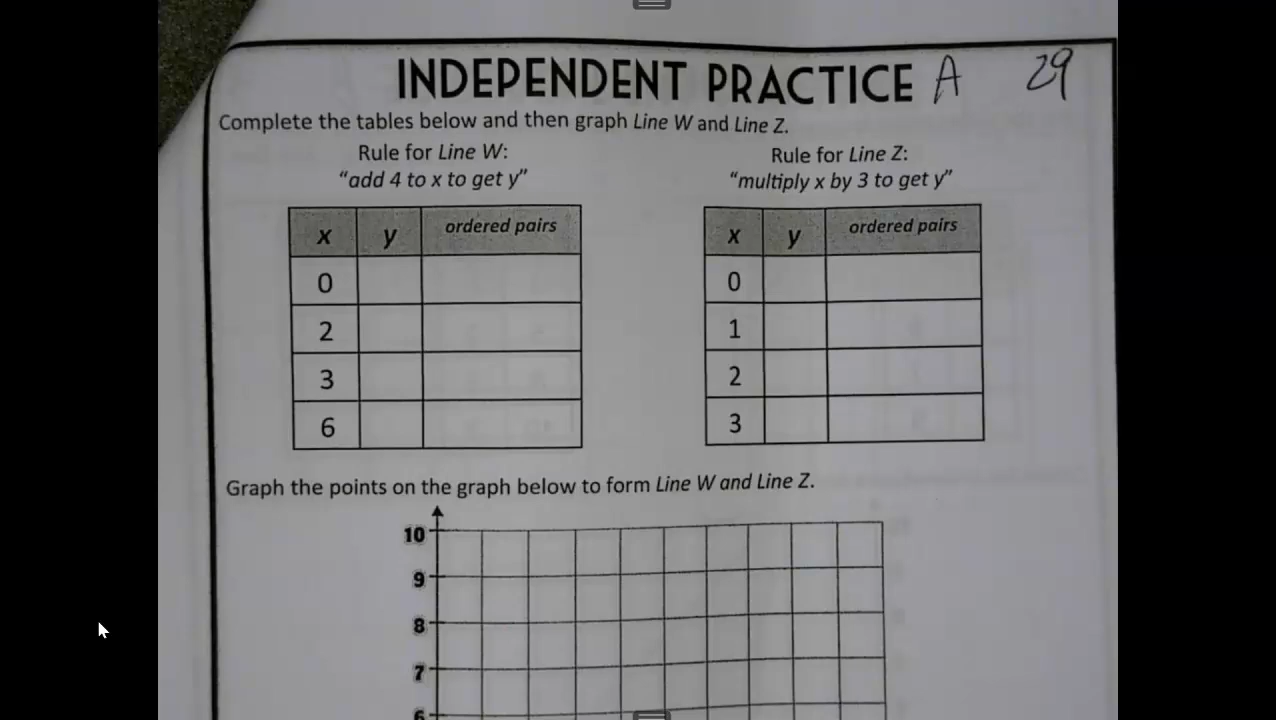 INDEPENDENT PRACTICE A 29
Complete the tables below and then graph Line W and Line Z.
Rule for Line W:
"add 4 to x to get y"
x y ordered pairs
0
2
3
6
Rule for Line Z:
"multiply x by 3 to get y"
x y ordered pairs
0
1
2
3
Graph the points on the graph below to form Line W and Line Z.
10
9
8
7
6